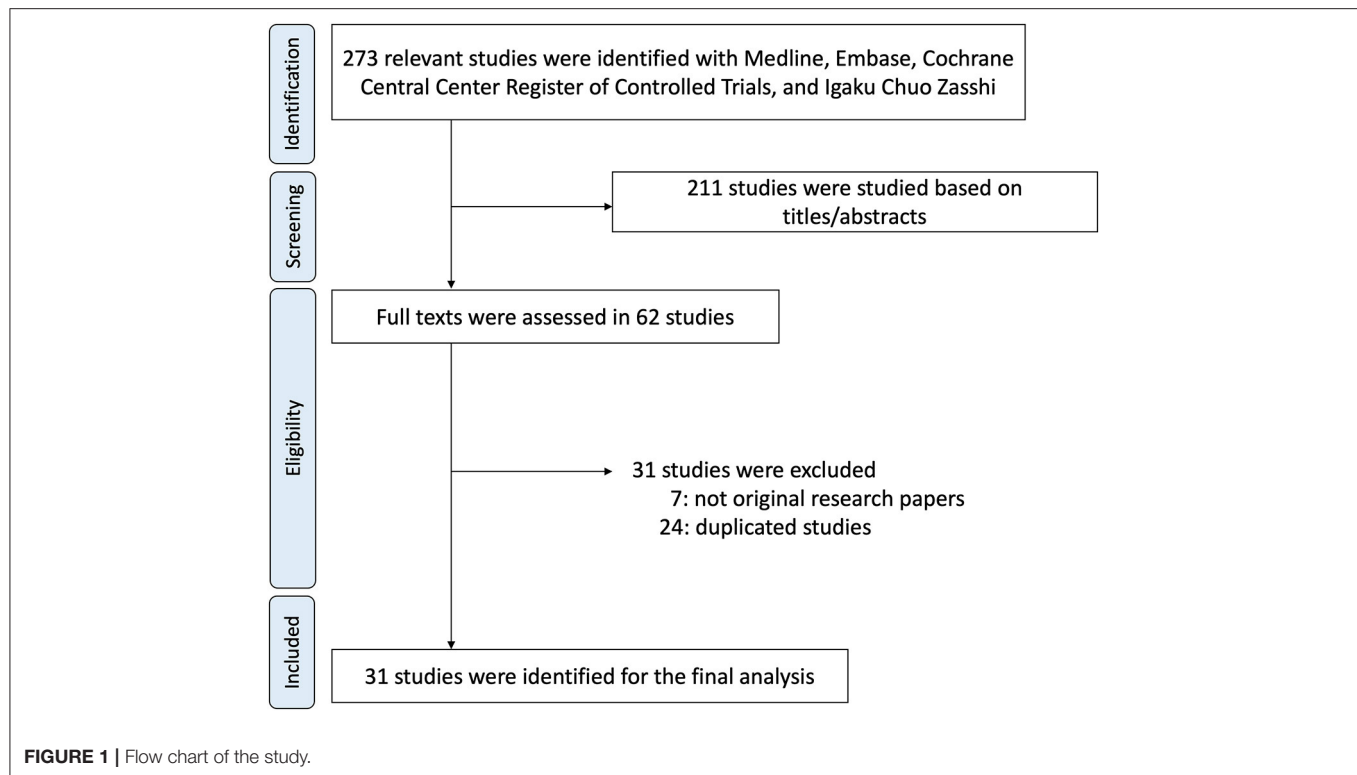 Identification
273 relevant studies were identified with Medline, Embase, Cochrane
Central Center Register of Controlled Trials, and Igaku Chuo Zasshi
Screening
211 studies were studied based on
titles/abstracts
Eligibility
Full texts were assessed in 62 studies
31 studies were excluded
7: not original research papers
24: duplicated studies
Included
31 studies were identified for the final analysis
FIGURE 1 | Flow chart of the study.